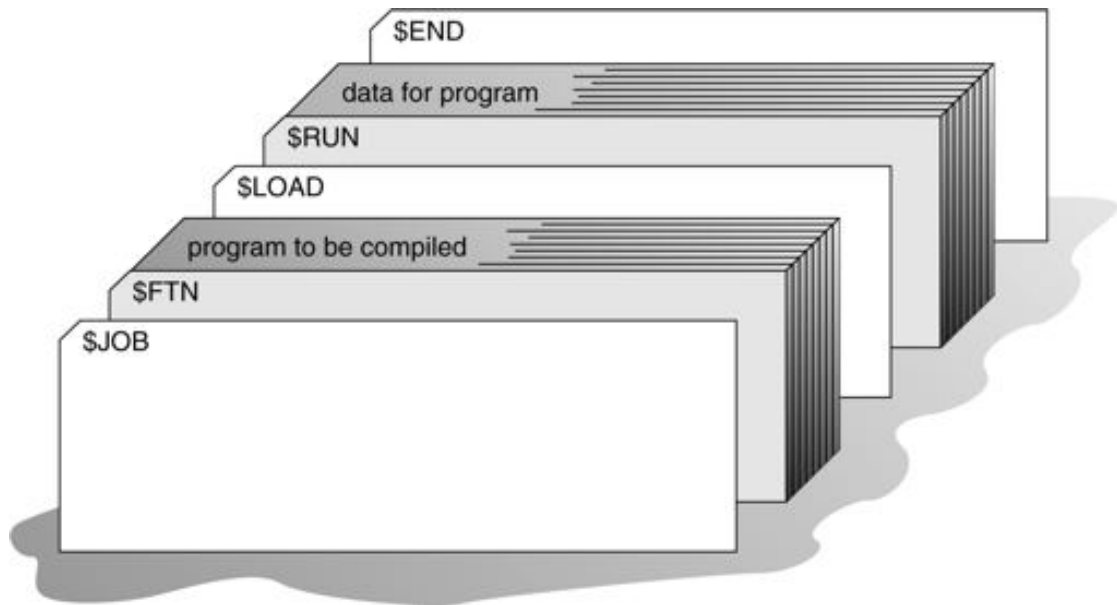 $END
data for program
$RUN
$LOAD
program to be compiled
$FTN
$JOB